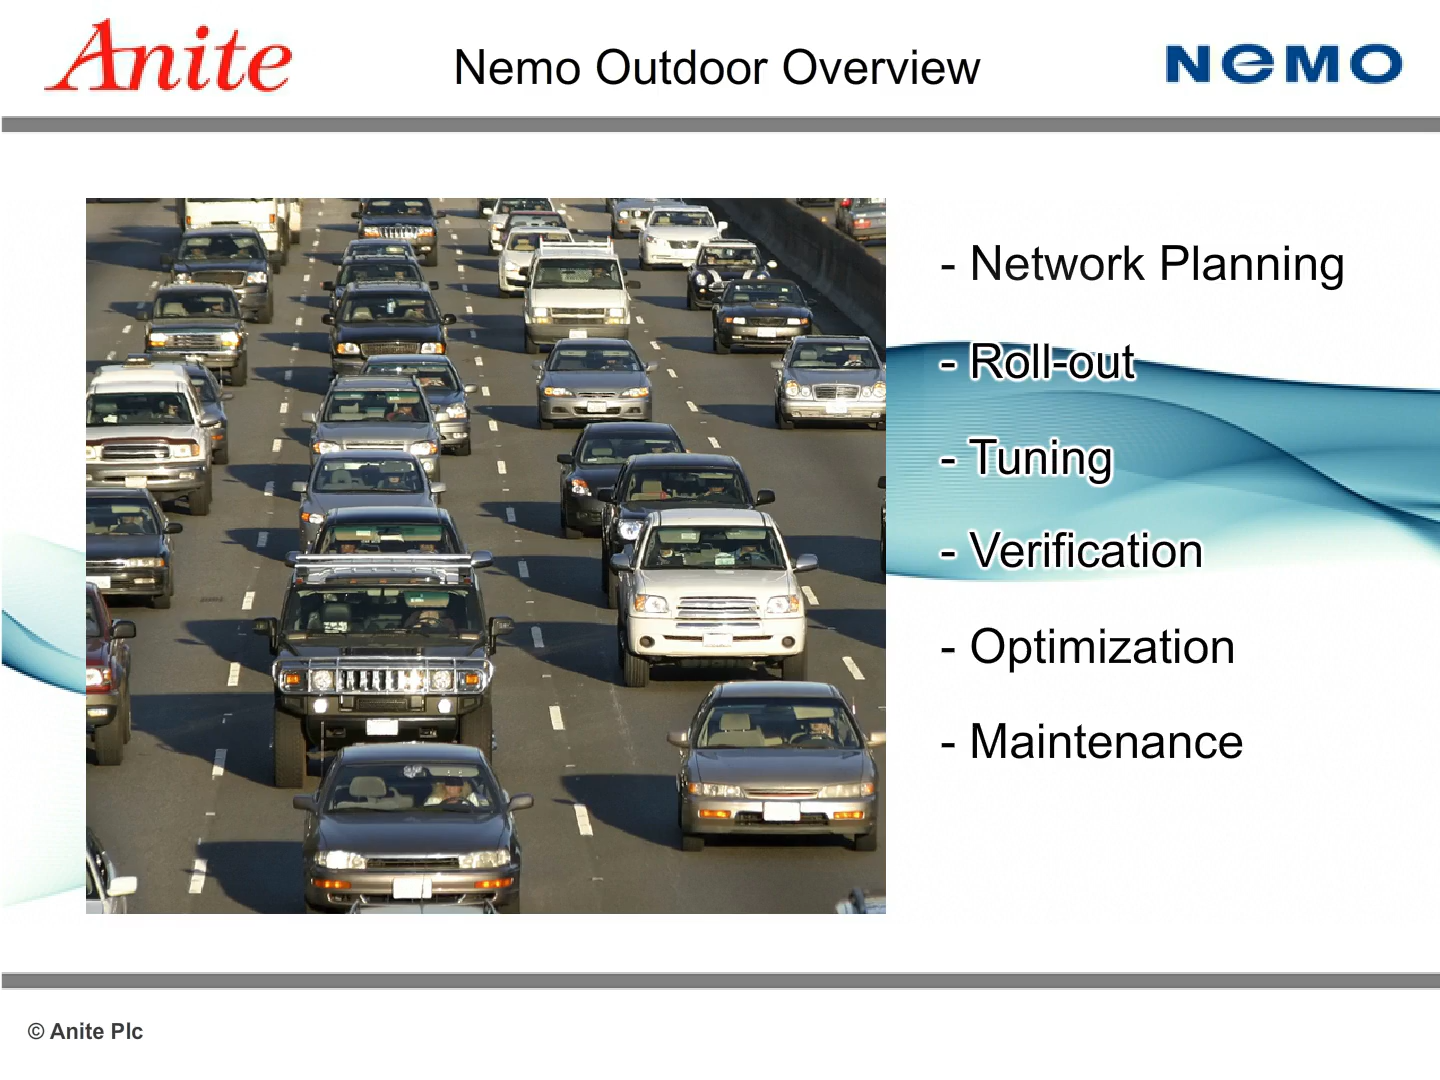 Anite
Nemo Outdoor Overview
NEMO
- Network Planning
- Roll-out
- Tuning
- Verification
- Optimization
- Maintenance
© Anite Plc